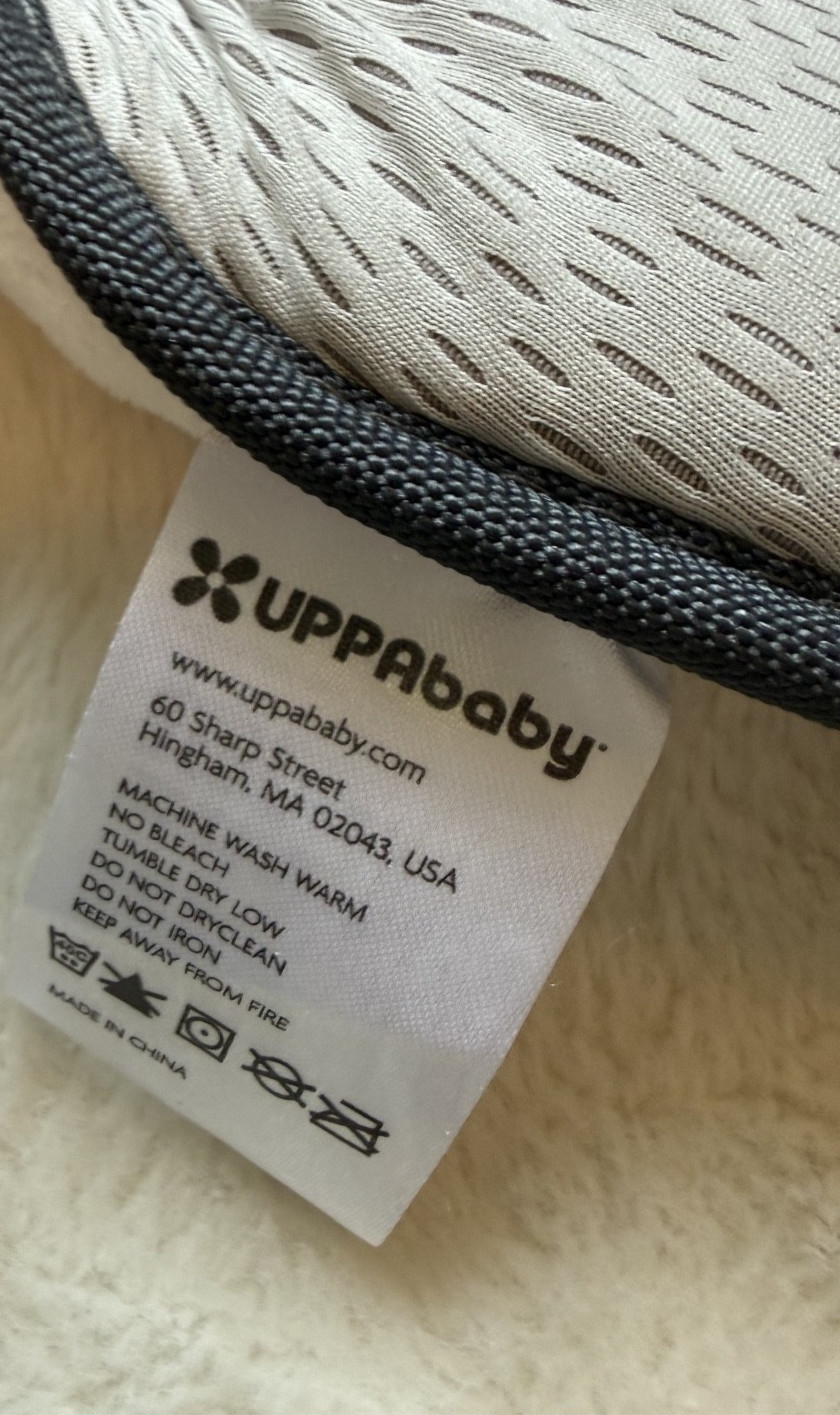 UPPAbaby
www.uppababy.com
60 Sharp Street
Hingham, MA 02043, USA
MACHINE WASH WARM
NO BLEACH
TUMBLE DRY LOW
DO NOT DRYCLEAN
DO NOT IRON
KEEP AWAY FROM FIRE
40C
MADE IN CHINA